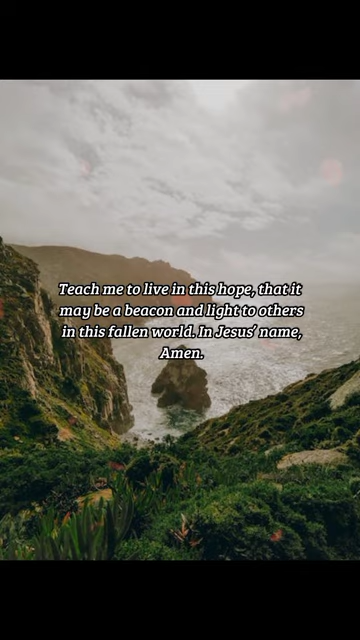 Teach me to live in this hope, that it
may be a beacon and light to others
in this fallen world. In Jesus' name,
Amen.